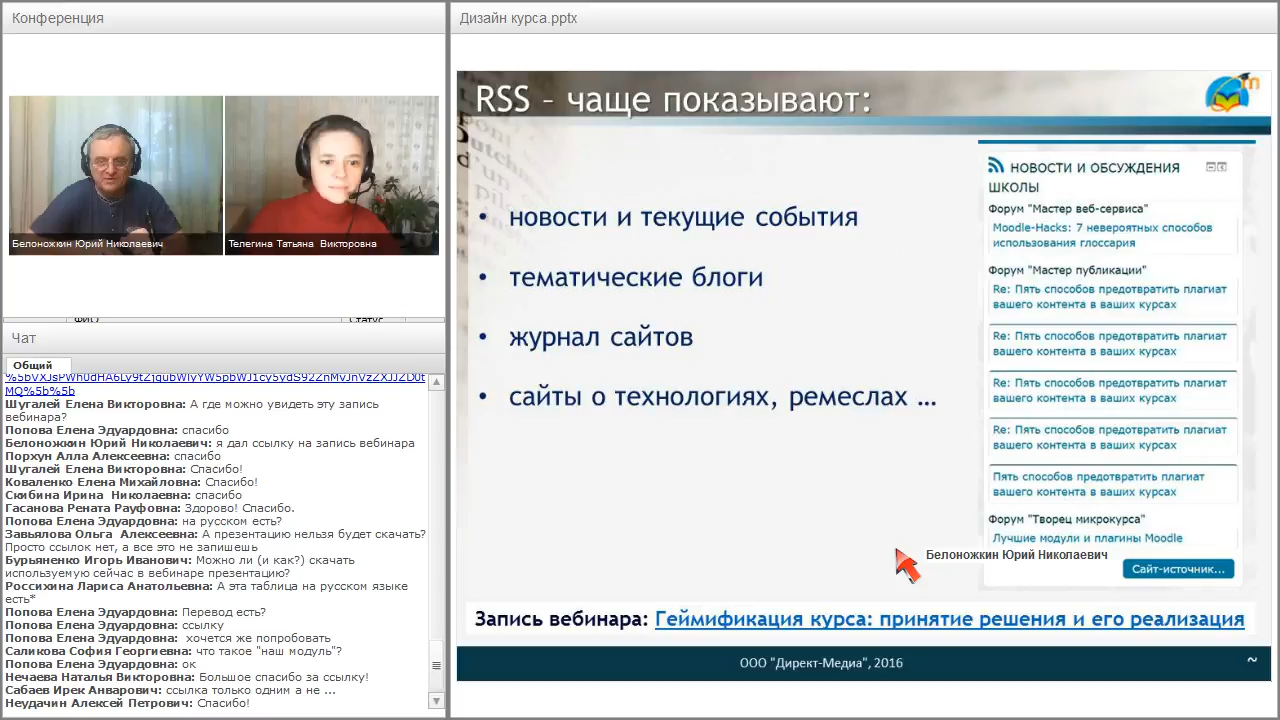 Конференция
Белоножкин Юрий Николаевич
Телегина Татьяна Викторовна
ФИО
Статус
Чат
Общий
MQ%5b%5b
Шугалей Елена Викторовна: А где можно увидеть эту запись
вебинара?
Попова Елена Эдуардовна: спасибо
Белоножкин Юрий Николаевич: я дал ссылку на запись вебинара
Порхун Алла Алексеевна: спасибо
Шугалей Елена Викторовна: Спасибо!
Коваленко Елена Михайловна: Спасибо!
Скибина Ирина Николаевна: спасибо
Гасанова Рената Рауфовна: Здорово! Спасибо.
Попова Елена Эдуардовна: на русском есть?
Завьялова Ольга Алексеевна: А презентацию нельзя будет скачать?
Просто ссылок нет, а все это не запишешь
Бурьяненко Игорь Иванович: Можно ли (и как?) скачать
используемую сейчас в вебинаре презентацию?
Россихина Лариса Анатольевна: А эта таблица на русском языке
есть*
Попова Елена Эдуардовна: Перевод есть?
Попова Елена Эдуардовна: ссылку
Попова Елена Эдуардовна: хочется же попробовать
Саликова София Георгиевна: что такое "наш модуль"?
Попова Елена Эдуардовна: ок
Нечаева Наталья Викторовна: Большое спасибо за ссылку!
Сабаев Ирек Анварович: ссылка только одним а не ...
Неудачин Алексей Петрович: Спасибо!
Дизайн курса.pptx
RSS – чаще показывают:
• новости и текущие события
• тематические блоги
• журнал сайтов
• сайты о технологиях, ремеслах …
НОВОСТИ И ОБСУЖДЕНИЯ
ШКОЛЫ
Форум "Мастер веб-сервиса"
Moodle-Hacks: 7 невероятных способов
использования глоссария
Форум "Мастер публикации"
Re: Пять способов предотвратить плагиат
вашего контента в ваших курсах
Re: Пять способов предотвратить плагиат
вашего контента в ваших курсах
Re: Пять способов предотвратить плагиат
вашего контента в ваших курсах
Re: Пять способов предотвратить плагиат
вашего контента в ваших курсах
Пять способов предотвратить плагиат
вашего контента в ваших курсах
Форум "Творец микрокурса"
Лучшие модули и плагины Moodle
Белоножкин Юрий Николаевич
Сайт-источник...
Запись вебинара: Геймификация курса: принятие решения и его реализация
ООО "Директ-Медиа", 2016
~